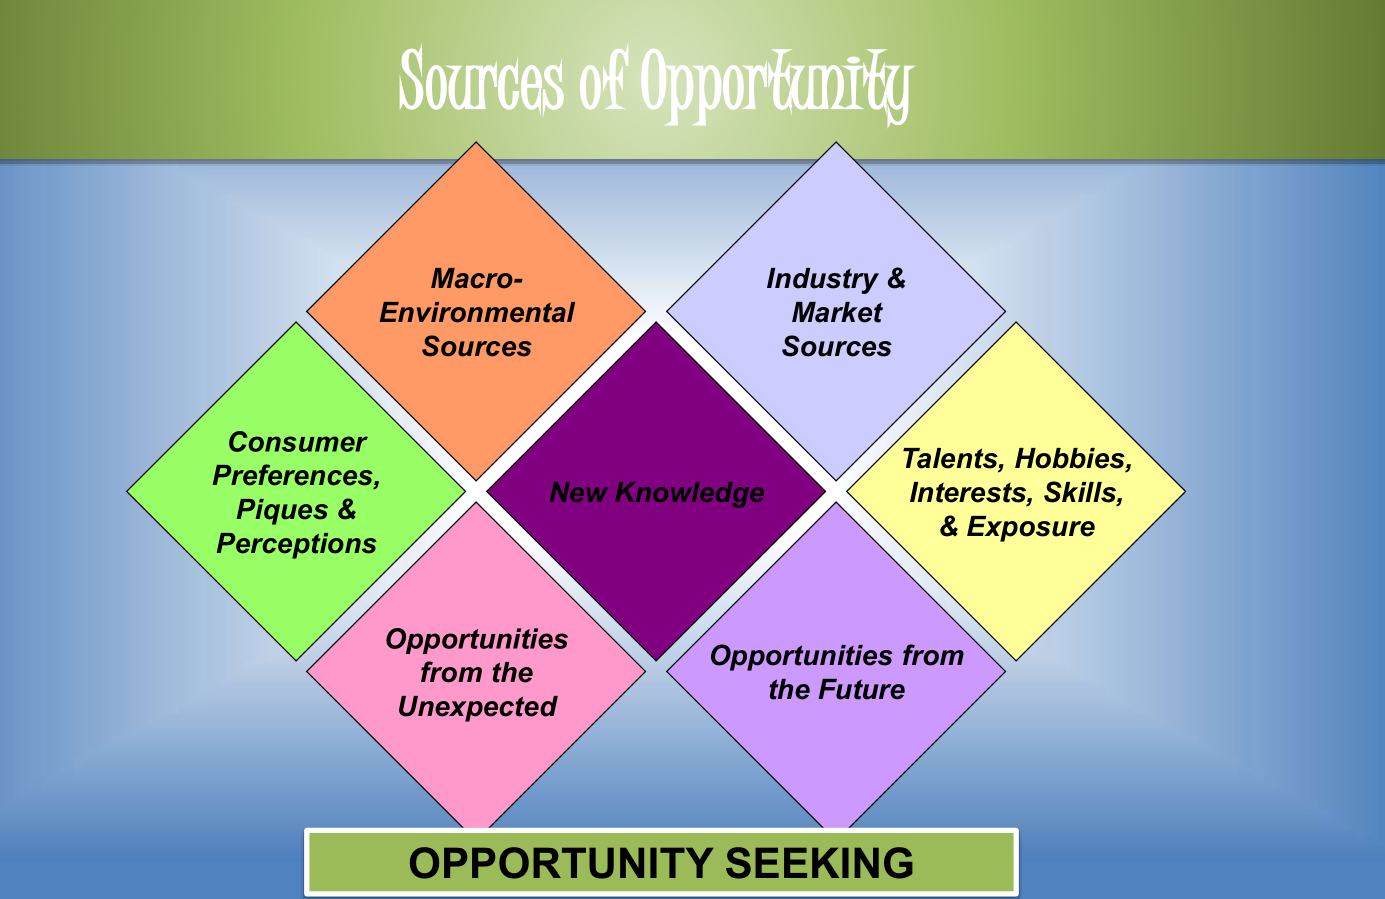 Sources of Opportunity
Macro-
Environmental
Sources
Industry &
Market
Sources
Consumer
Preferences,
Piques &
Perceptions
New Knowledge
Talents, Hobbies,
Interests, Skills,
& Exposure
Opportunities
from the
Unexpected
Opportunities from
the Future
OPPORTUNITY SEEKING